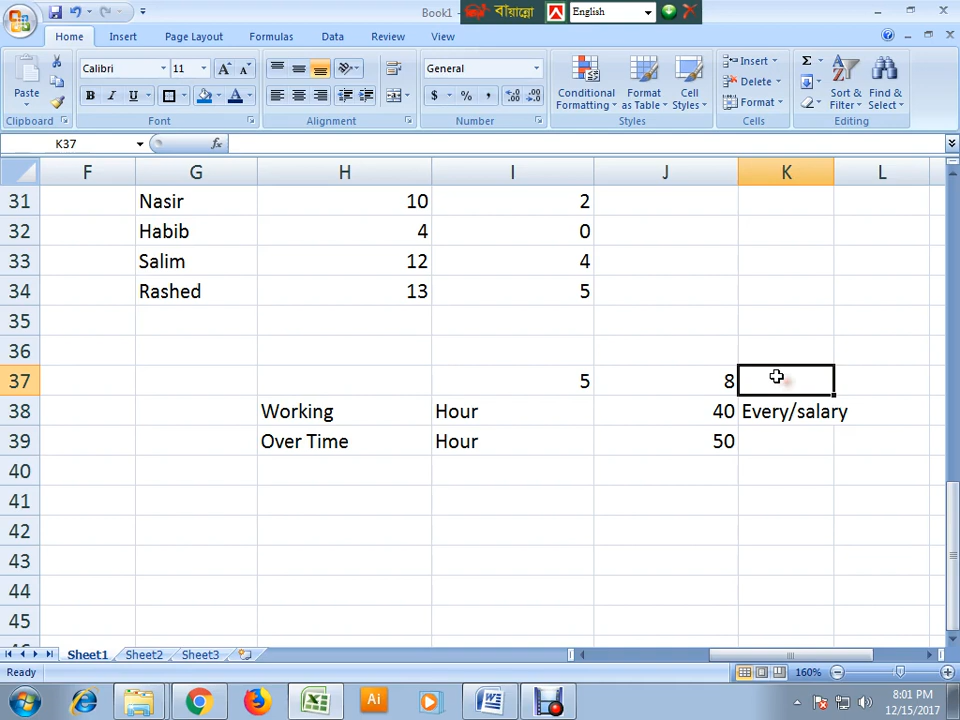 Book1 -
বায়ান্নো
English
Home Insert Page Layout Formulas Data Review View
Paste
Calibri 11
B I U
General
$ % ,
Conditional Formatting
Format as Table
Cell Styles
Insert
Delete
Format
Σ
Sort & Filter
Find & Select
Clipboard Font Alignment Number Styles Cells Editing
K37 fx
F G H I J K L
31 Nasir 10 2
32 Habib 4 0
33 Salim 12 4
34 Rashed 13 5
35
36
37 5 8
38 Working Hour 40 Every/salary
39 Over Time Hour 50
40
41
42
43
44
45
Sheet1 Sheet2 Sheet3
Ready 160%
Ai
8:01 PM
12/15/2017